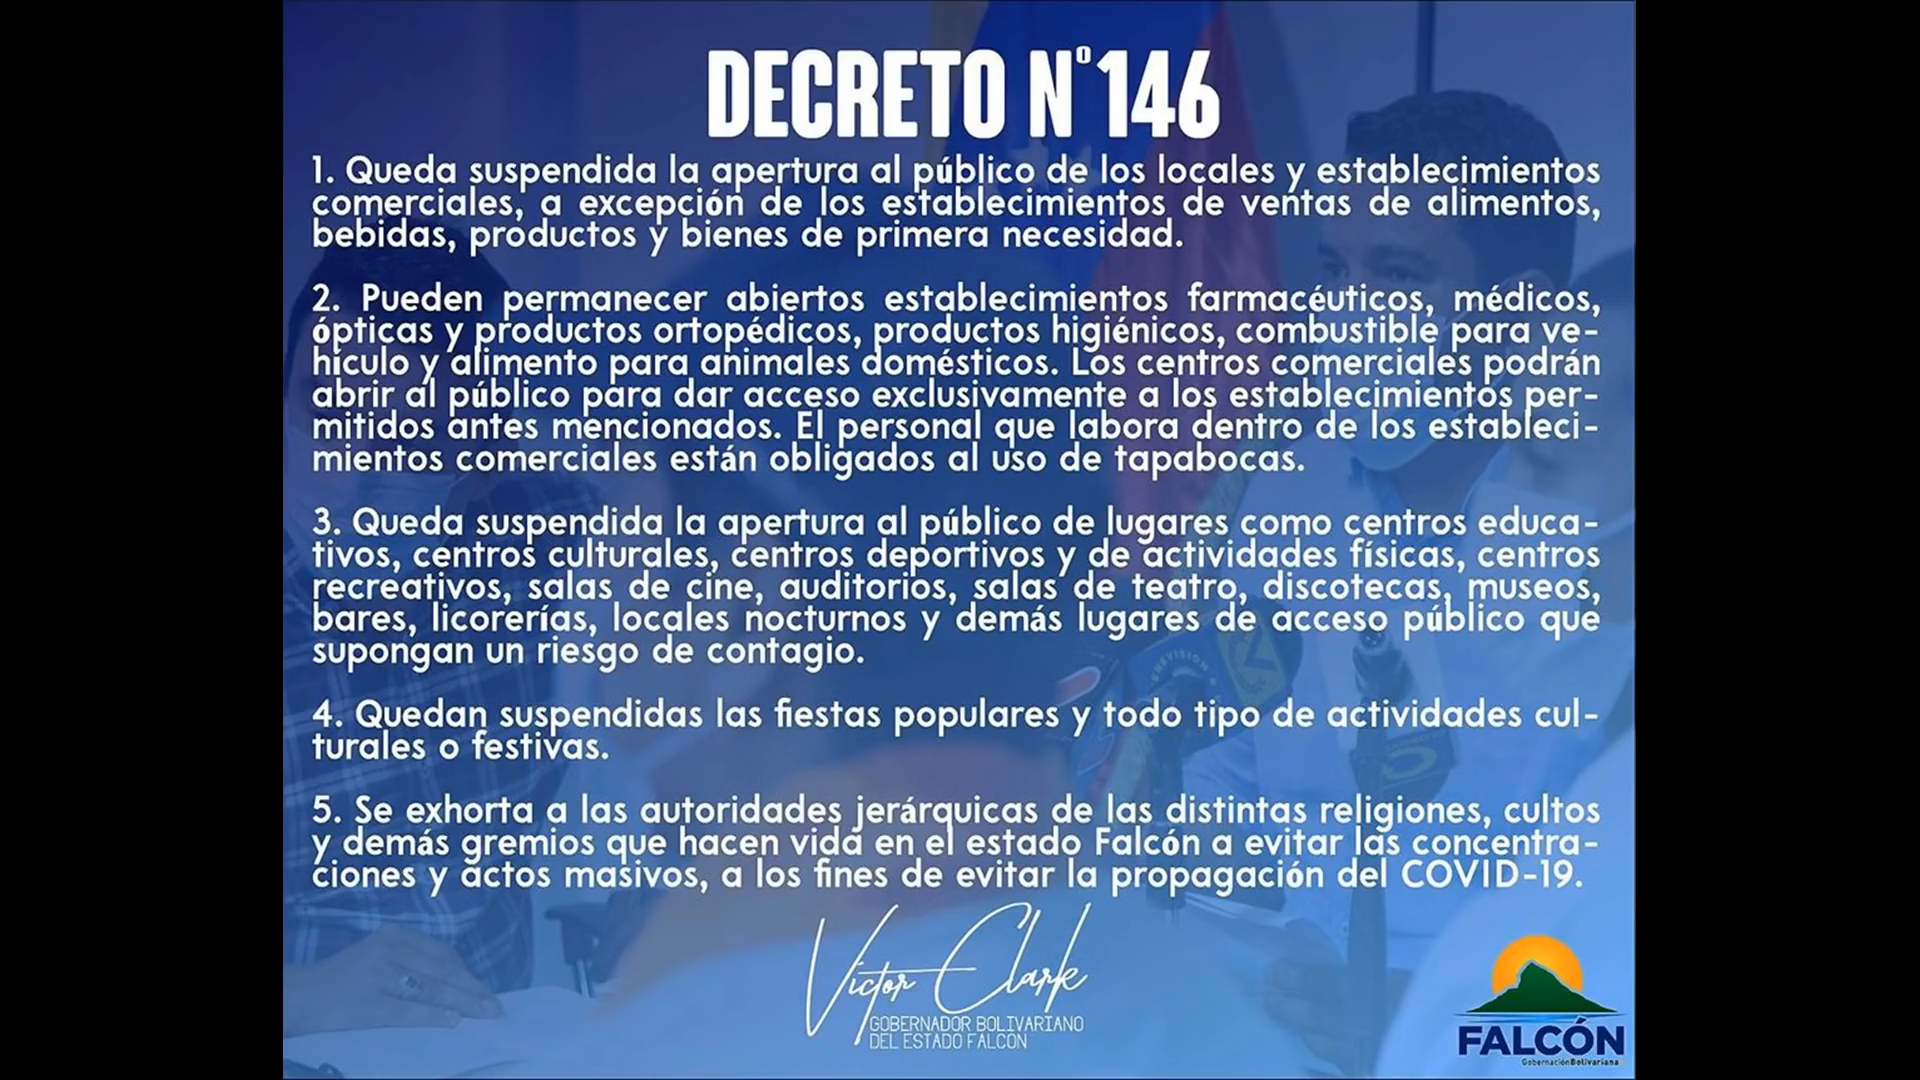 DECRETO Nº146
1. Queda suspendida la apertura al público de los locales y establecimientos
comerciales, a excepción de los establecimientos de ventas de alimentos,
bebidas, productos y bienes de primera necesidad.
2. Pueden permanecer abiertos establecimientos farmacéuticos, médicos,
ópticas y productos ortopédicos, productos higiénicos, combustible para ve-
hículo y alimento para animales domésticos. Los centros comerciales podrán
abrir al público para dar acceso exclusivamente a los establecimientos per-
mitidos antes mencionados. El personal que labora dentro de los estableci-
mientos comerciales están obligados al uso de tapabocas.
3. Queda suspendida la apertura al público de lugares como centros educa-
tivos, centros culturales, centros deportivos y de actividades físicas, centros
recreativos, salas de cine, auditorios, salas de teatro, discotecas, museos,
bares, licorerías, locales nocturnos y demás lugares de acceso público que
supongan un riesgo de contagio.
4. Quedan suspendidas las fiestas populares y todo tipo de actividades cul-
turales o festivas.
5. Se exhorta a las autoridades jerárquicas de las distintas religiones, cultos
y demás gremios que hacen vida en el estado Falcón a evitar las concentra-
ciones y actos masivos, a los fines de evitar la propagación del COVID-19.
Víctor Clark
GOBERNADOR BOLIVARIANO
DEL ESTADO FALCÓN
FALCÓN
Gobernación Bolivariana